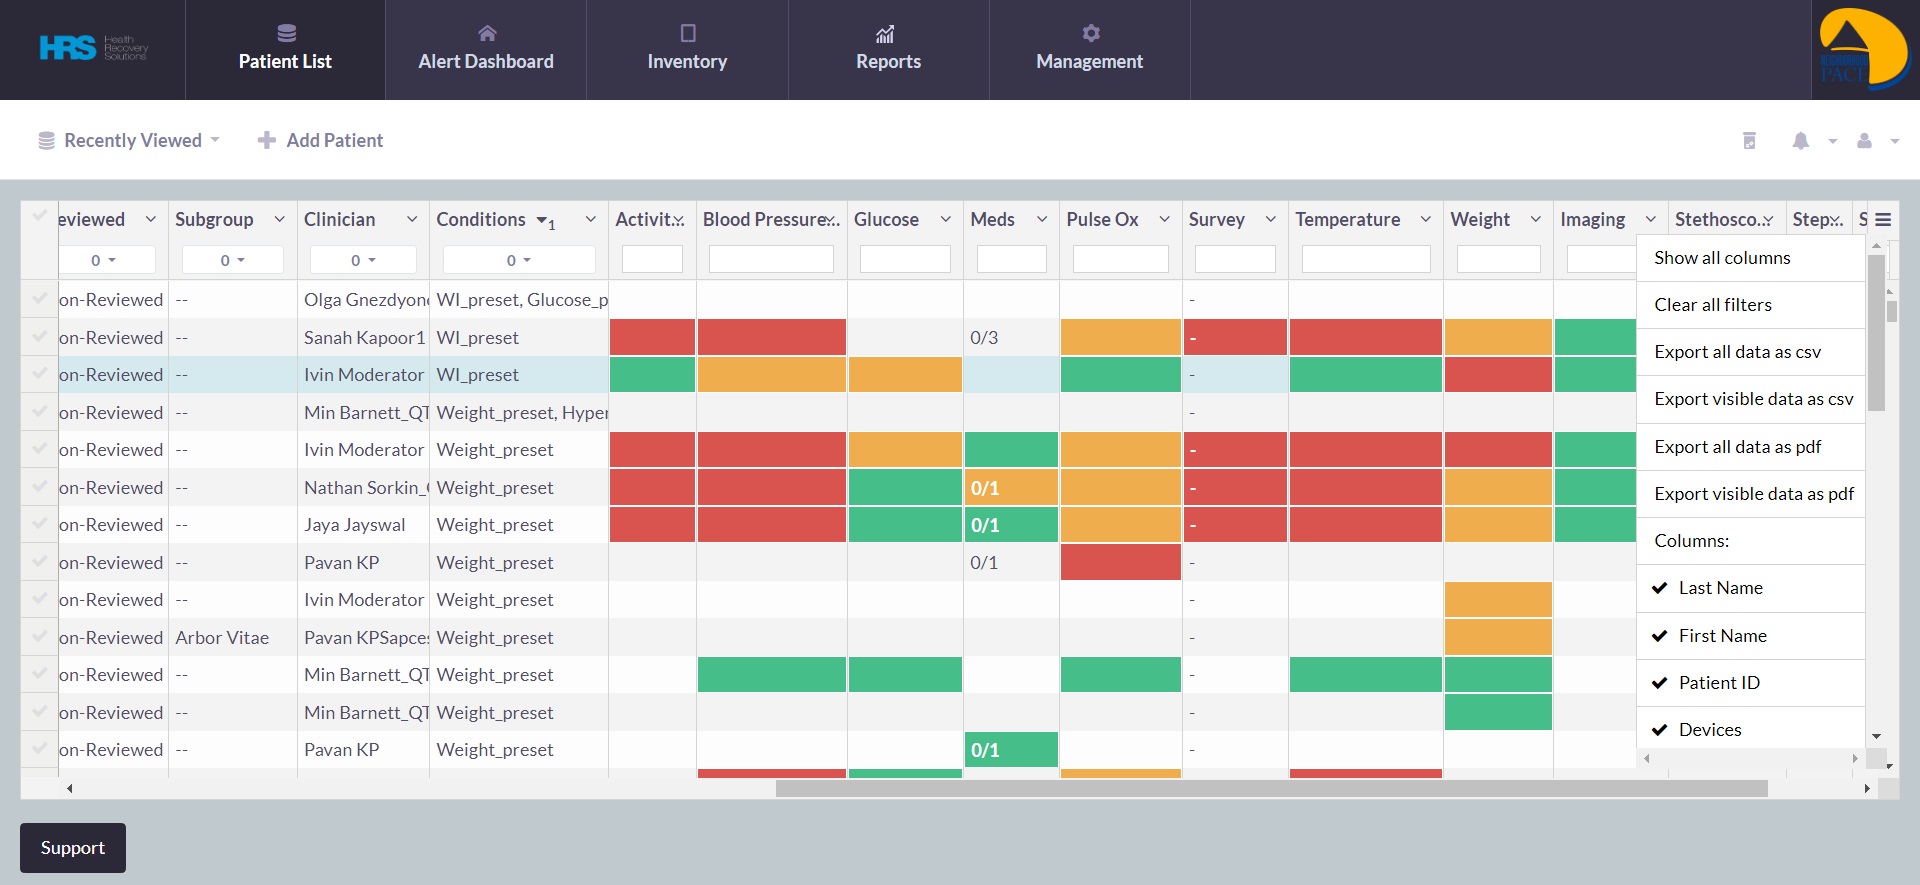 HRS Health
Recovery
Solutions
Patient List
Alert Dashboard
Inventory
Reports
Management
PACE
Recently Viewed
Add Patient
eviewed Subgroup Clinician Conditions 1 Activit... Blood Pressure... Glucose Meds Pulse Ox Survey Temperature Weight Imaging Stethosco... Step... S
0 0 0 0
on-Reviewed -- Olga Gnezdyon WI_preset, Glucose_p -
on-Reviewed -- Sanah Kapoor1 WI_preset 0/3 -
on-Reviewed -- Ivin Moderator WI_preset -
on-Reviewed -- Min Barnett_QT Weight_preset, Hyper -
on-Reviewed -- Ivin Moderator Weight_preset -
on-Reviewed -- Nathan Sorkin_ Weight_preset 0/1 -
on-Reviewed -- Jaya Jayswal Weight_preset 0/1 -
on-Reviewed -- Pavan KP Weight_preset 0/1 -
on-Reviewed -- Ivin Moderator Weight_preset -
on-Reviewed Arbor Vitae Pavan KPSapces Weight_preset -
on-Reviewed -- Min Barnett_QT Weight_preset -
on-Reviewed -- Min Barnett_QT Weight_preset -
on-Reviewed -- Pavan KP Weight_preset 0/1 -
Show all columns
Clear all filters
Export all data as csv
Export visible data as csv
Export all data as pdf
Export visible data as pdf
Columns:
Last Name
First Name
Patient ID
Devices
Support